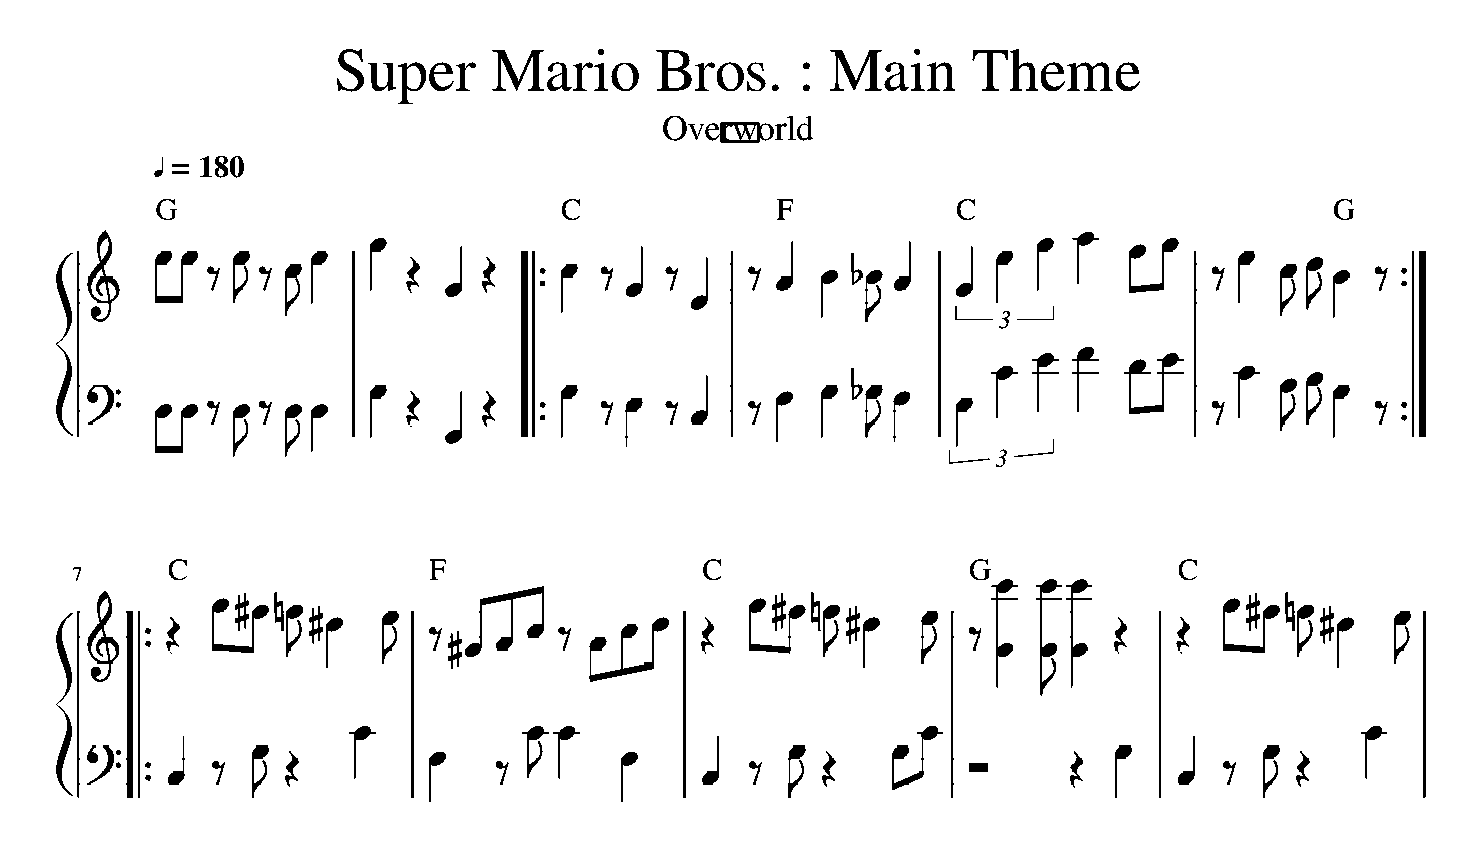 Super Mario Bros. : Main Theme
Overworld
♩ = 180
G C F C G
3
3
7 C F C G C